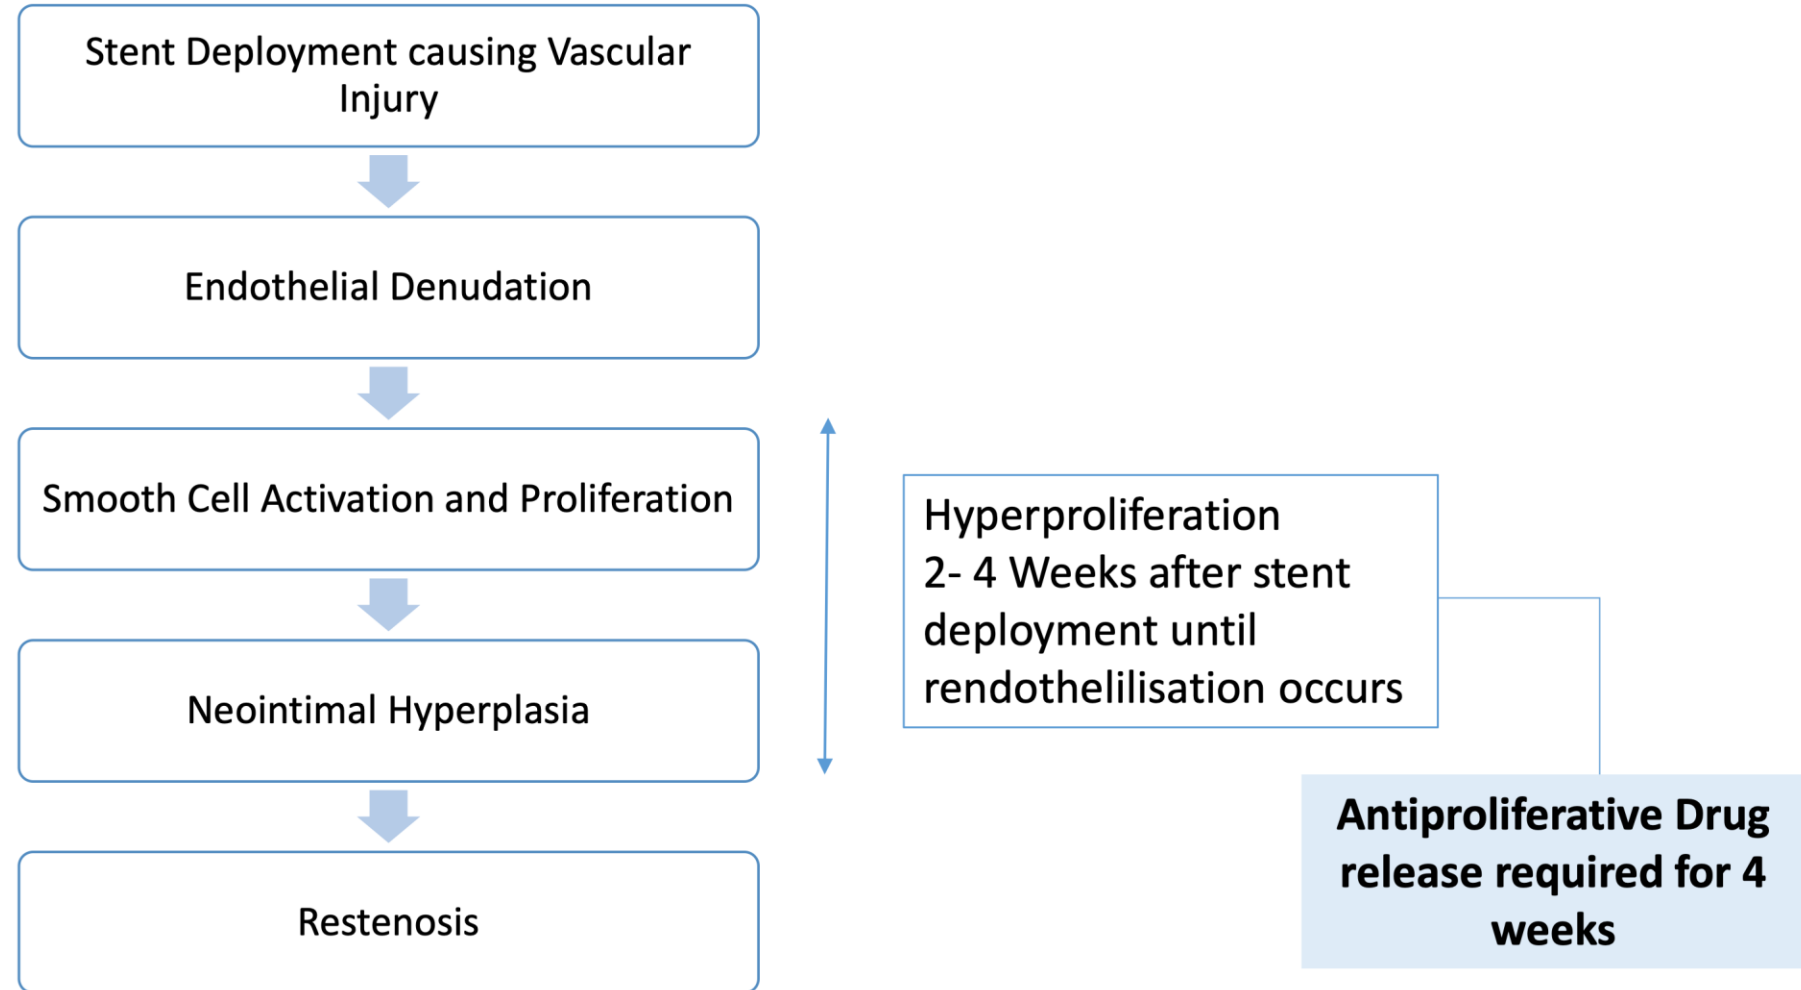 Stent Deployment causing Vascular
Injury
Endothelial Denudation
Smooth Cell Activation and Proliferation
Neointimal Hyperplasia
Restenosis
Hyperproliferation
2- 4 Weeks after stent
deployment until
rendothelilisation occurs
Antiproliferative Drug
release required for 4
weeks